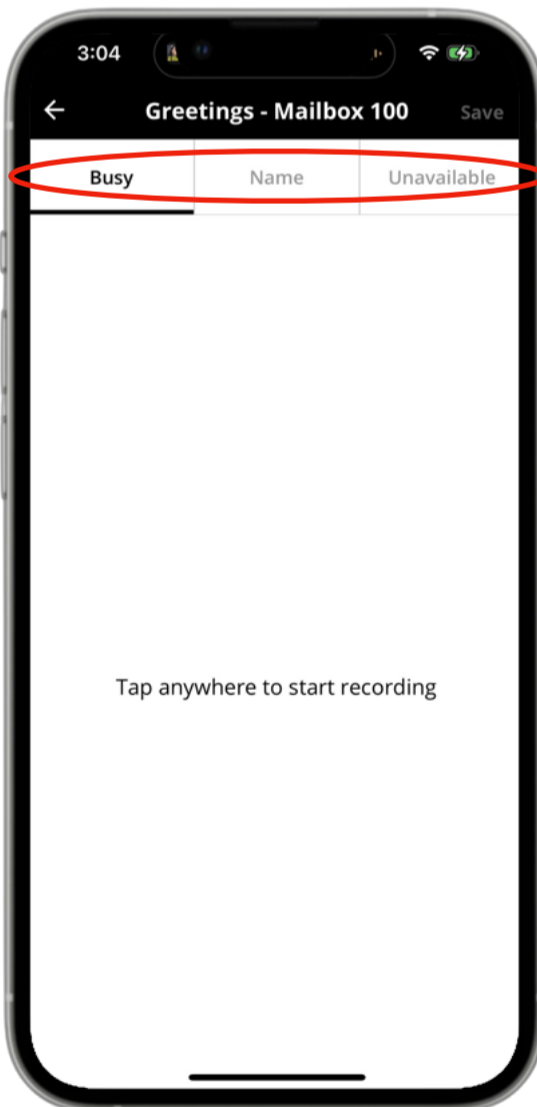 3:04
Greetings - Mailbox 100 Save
Busy Name Unavailable
Tap anywhere to start recording